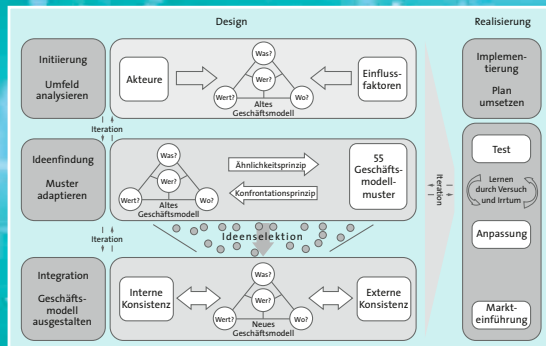 Design
Realisierung
Initiierung
Umfeld
analysieren
Akteure
Was?
Wer?
Wert?
Wo?
Altes
Geschäftsmodell
Einfluss-
faktoren
Implemen-
tierung
Plan
umsetzen
Iteration
Ideenfindung
Muster
adaptieren
Was?
Wer?
Wert?
Wo?
Altes
Geschäftsmodell
Ähnlichkeitsprinzip
Konfrontationsprinzip
55
Geschäfts-
modell-
muster
Iteration
Test
Lernen
durch Versuch
und Irrtum
Anpassung
Markt-
einführung
Iteration
Ideenselektion
Integration
Geschäfts-
modell
ausgestalten
Interne
Konsistenz
Was?
Wer?
Wert?
Wo?
Neues
Geschäftsmodell
Externe
Konsistenz